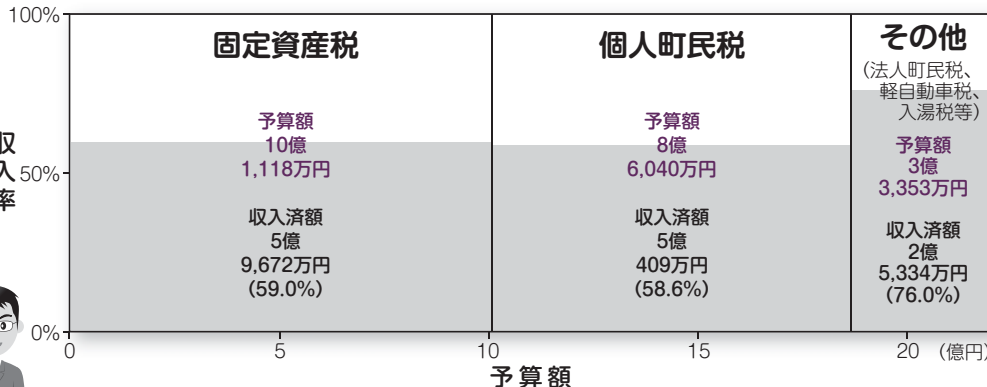 100%
50%
0%
収入率
固定資産税
予算額
10億
1,118万円
収入済額
5億
9,672万円
(59.0%)
個人町民税
予算額
8億
6,040万円
収入済額
5億
409万円
(58.6%)
その他
(法人町民税、
軽自動車税、
入湯税等)
予算額
3億
3,353万円
収入済額
2億
5,334万円
(76.0%)
0
5
10
15
20
(億円)
予算額